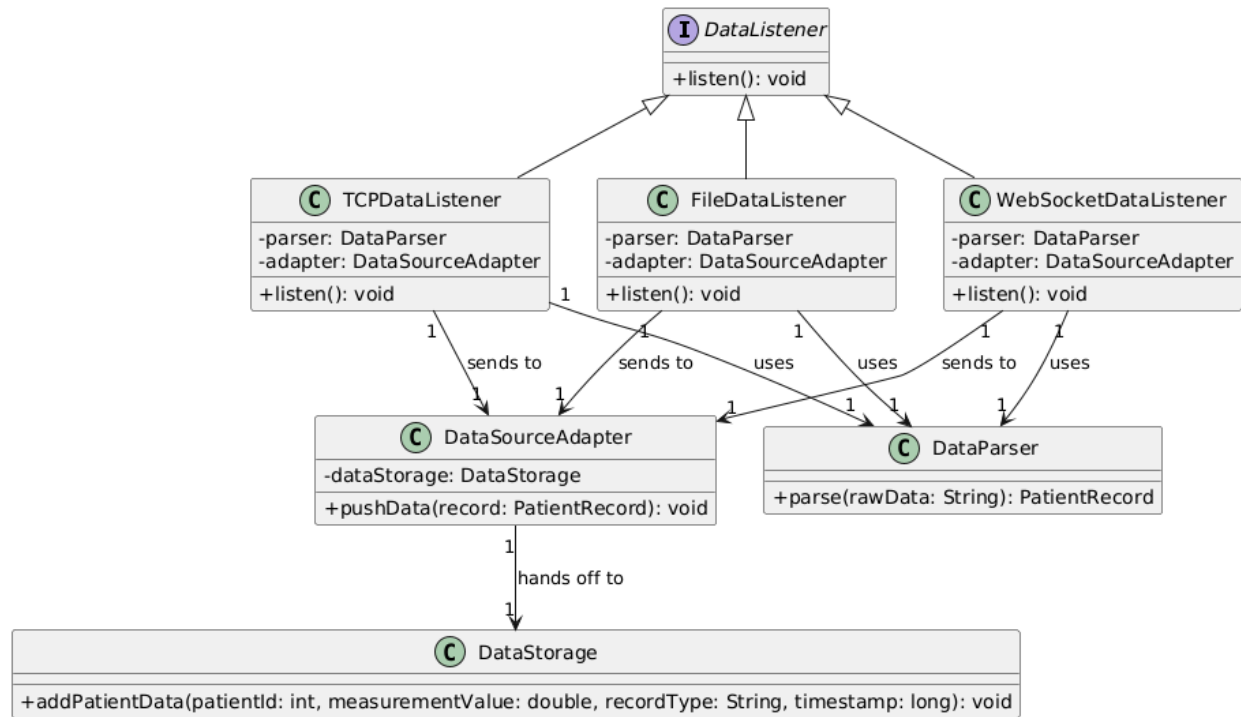 I DataListener
+listen(): void
C TCPDataListener
-parser: DataParser
-adapter: DataSourceAdapter
+listen(): void
C FileDataListener
-parser: DataParser
-adapter: DataSourceAdapter
+listen(): void
C WebSocketDataListener
-parser: DataParser
-adapter: DataSourceAdapter
+listen(): void
1
1
1
1
1
1
sends to
sends to
uses
uses
sends to
uses
1
1
1
1
1
1
C DataSourceAdapter
-dataStorage: DataStorage
+pushData(record: PatientRecord): void
C DataParser
+parse(rawData: String): PatientRecord
1
hands off to
1
C DataStorage
+addPatientData(patientId: int, measurementValue: double, recordType: String, timestamp: long): void